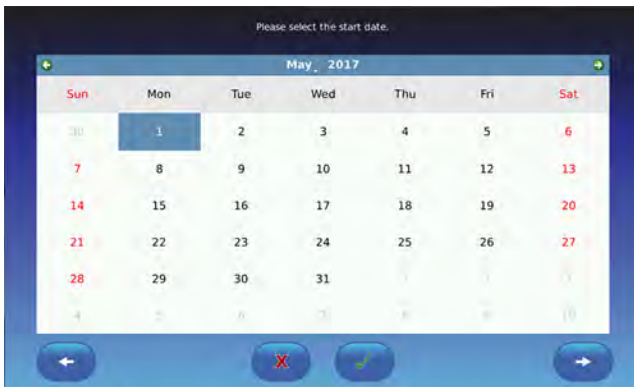 Please select the start date.
May, 2017
Sun Mon Tue Wed Thu Fri Sat
30 1 2 3 4 5 6
7 8 9 10 11 12 13
14 15 16 17 18 19 20
21 22 23 24 25 26 27
28 29 30 31 1 2 3
4 5 6 7 8 9 10
X